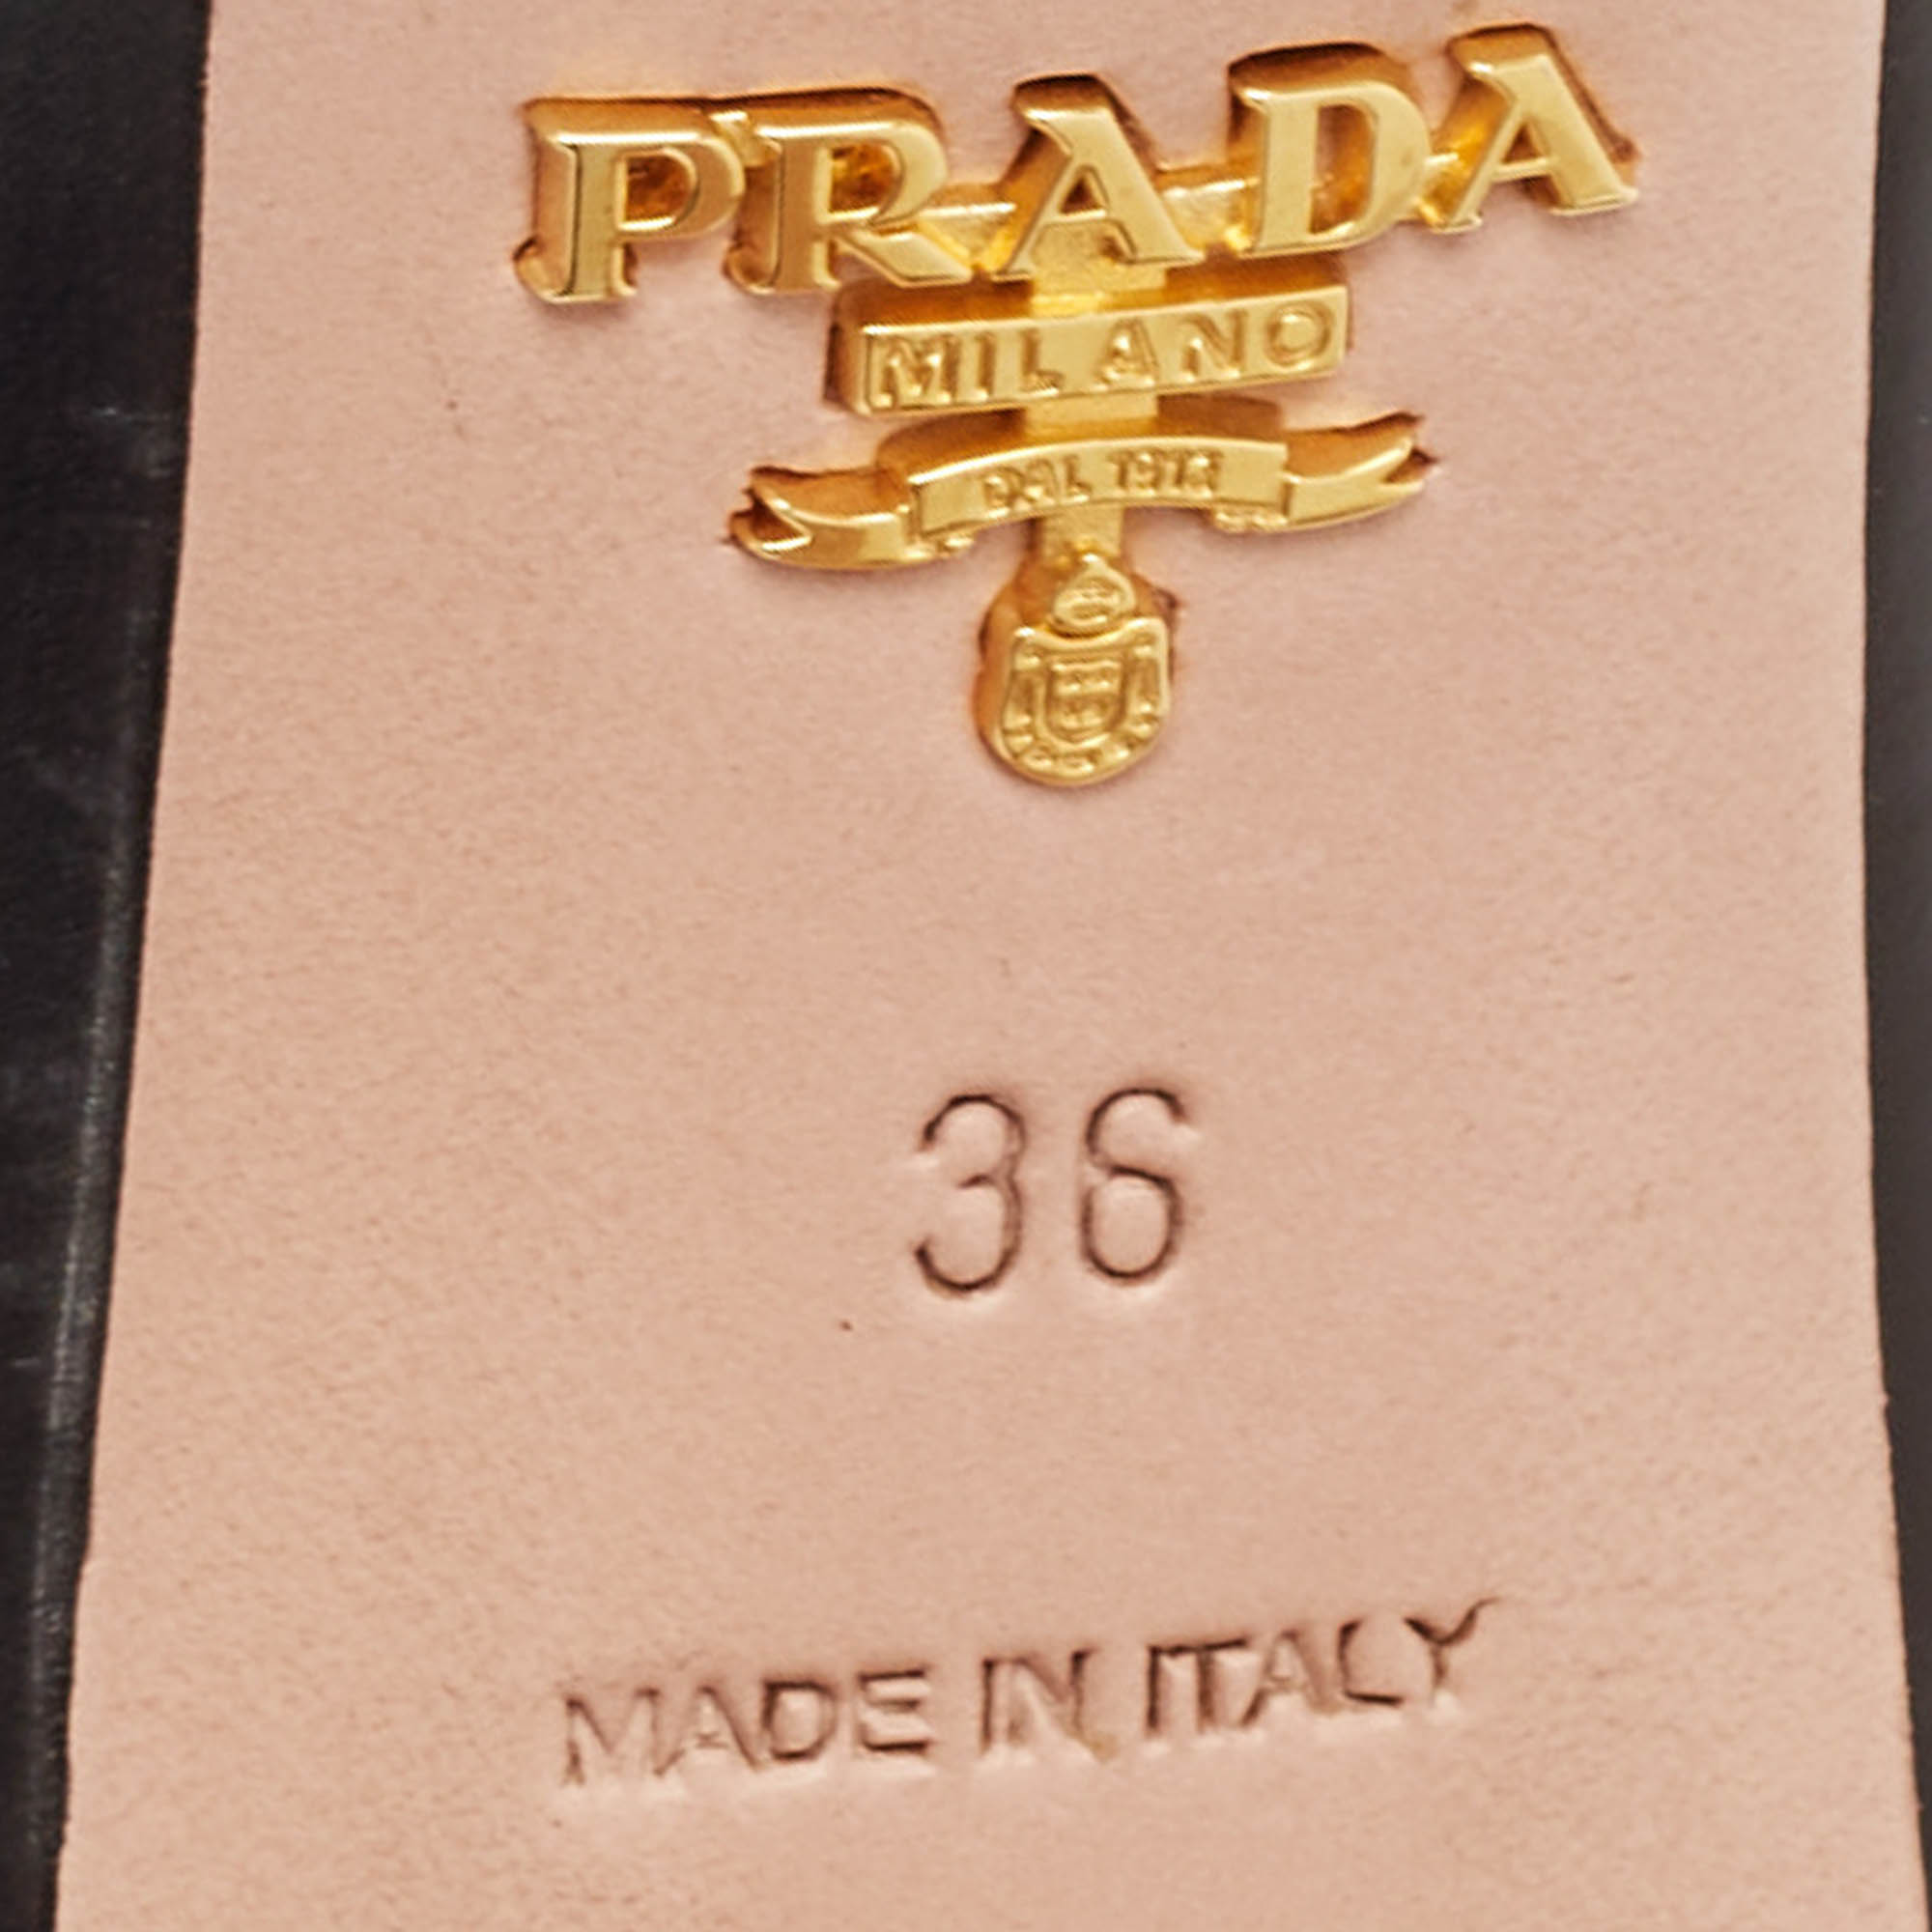 PRADA
MILANO
DAL 1913
36
MADE IN ITALY